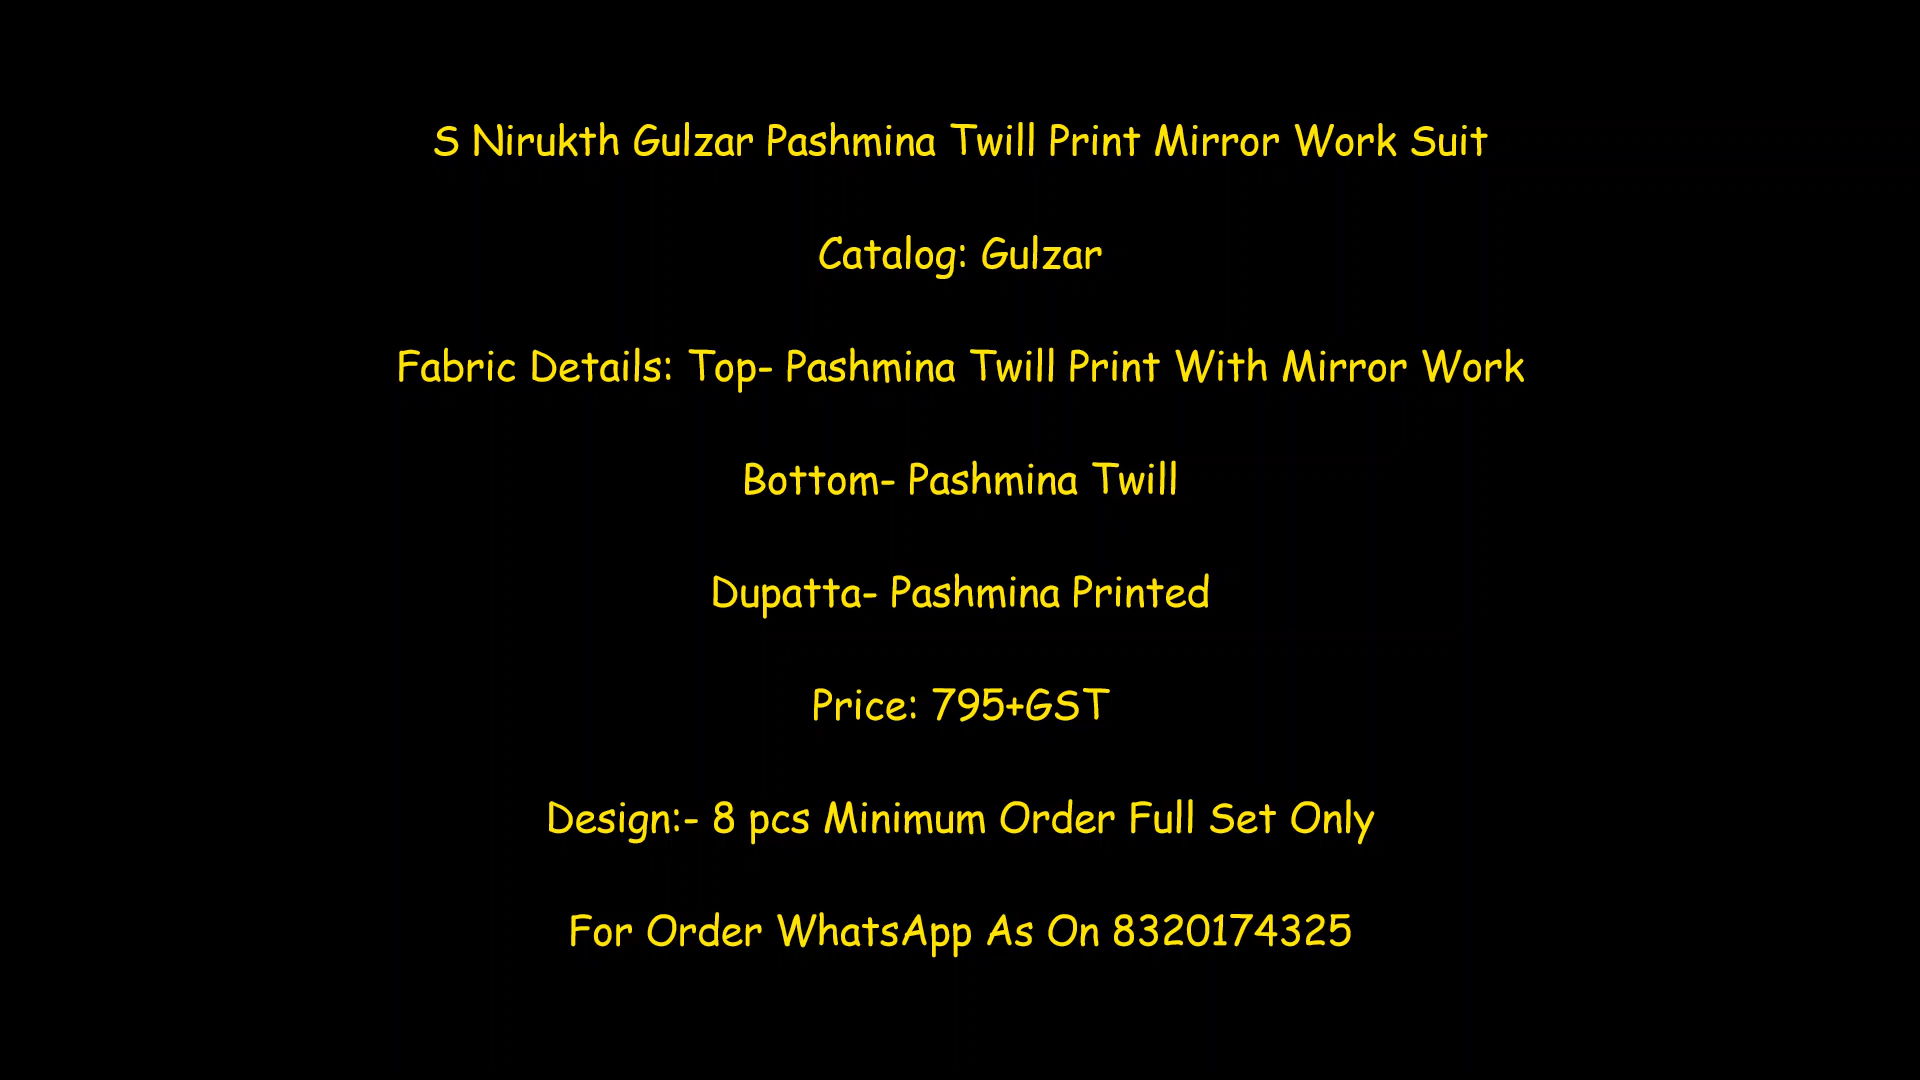 S Nirukth Gulzar Pashmina Twill Print Mirror Work Suit
Catalog: Gulzar
Fabric Details: Top- Pashmina Twill Print With Mirror Work
Bottom- Pashmina Twill
Dupatta- Pashmina Printed
Price: 795+GST
Design:- 8 pcs Minimum Order Full Set Only
For Order WhatsApp As On 8320174325